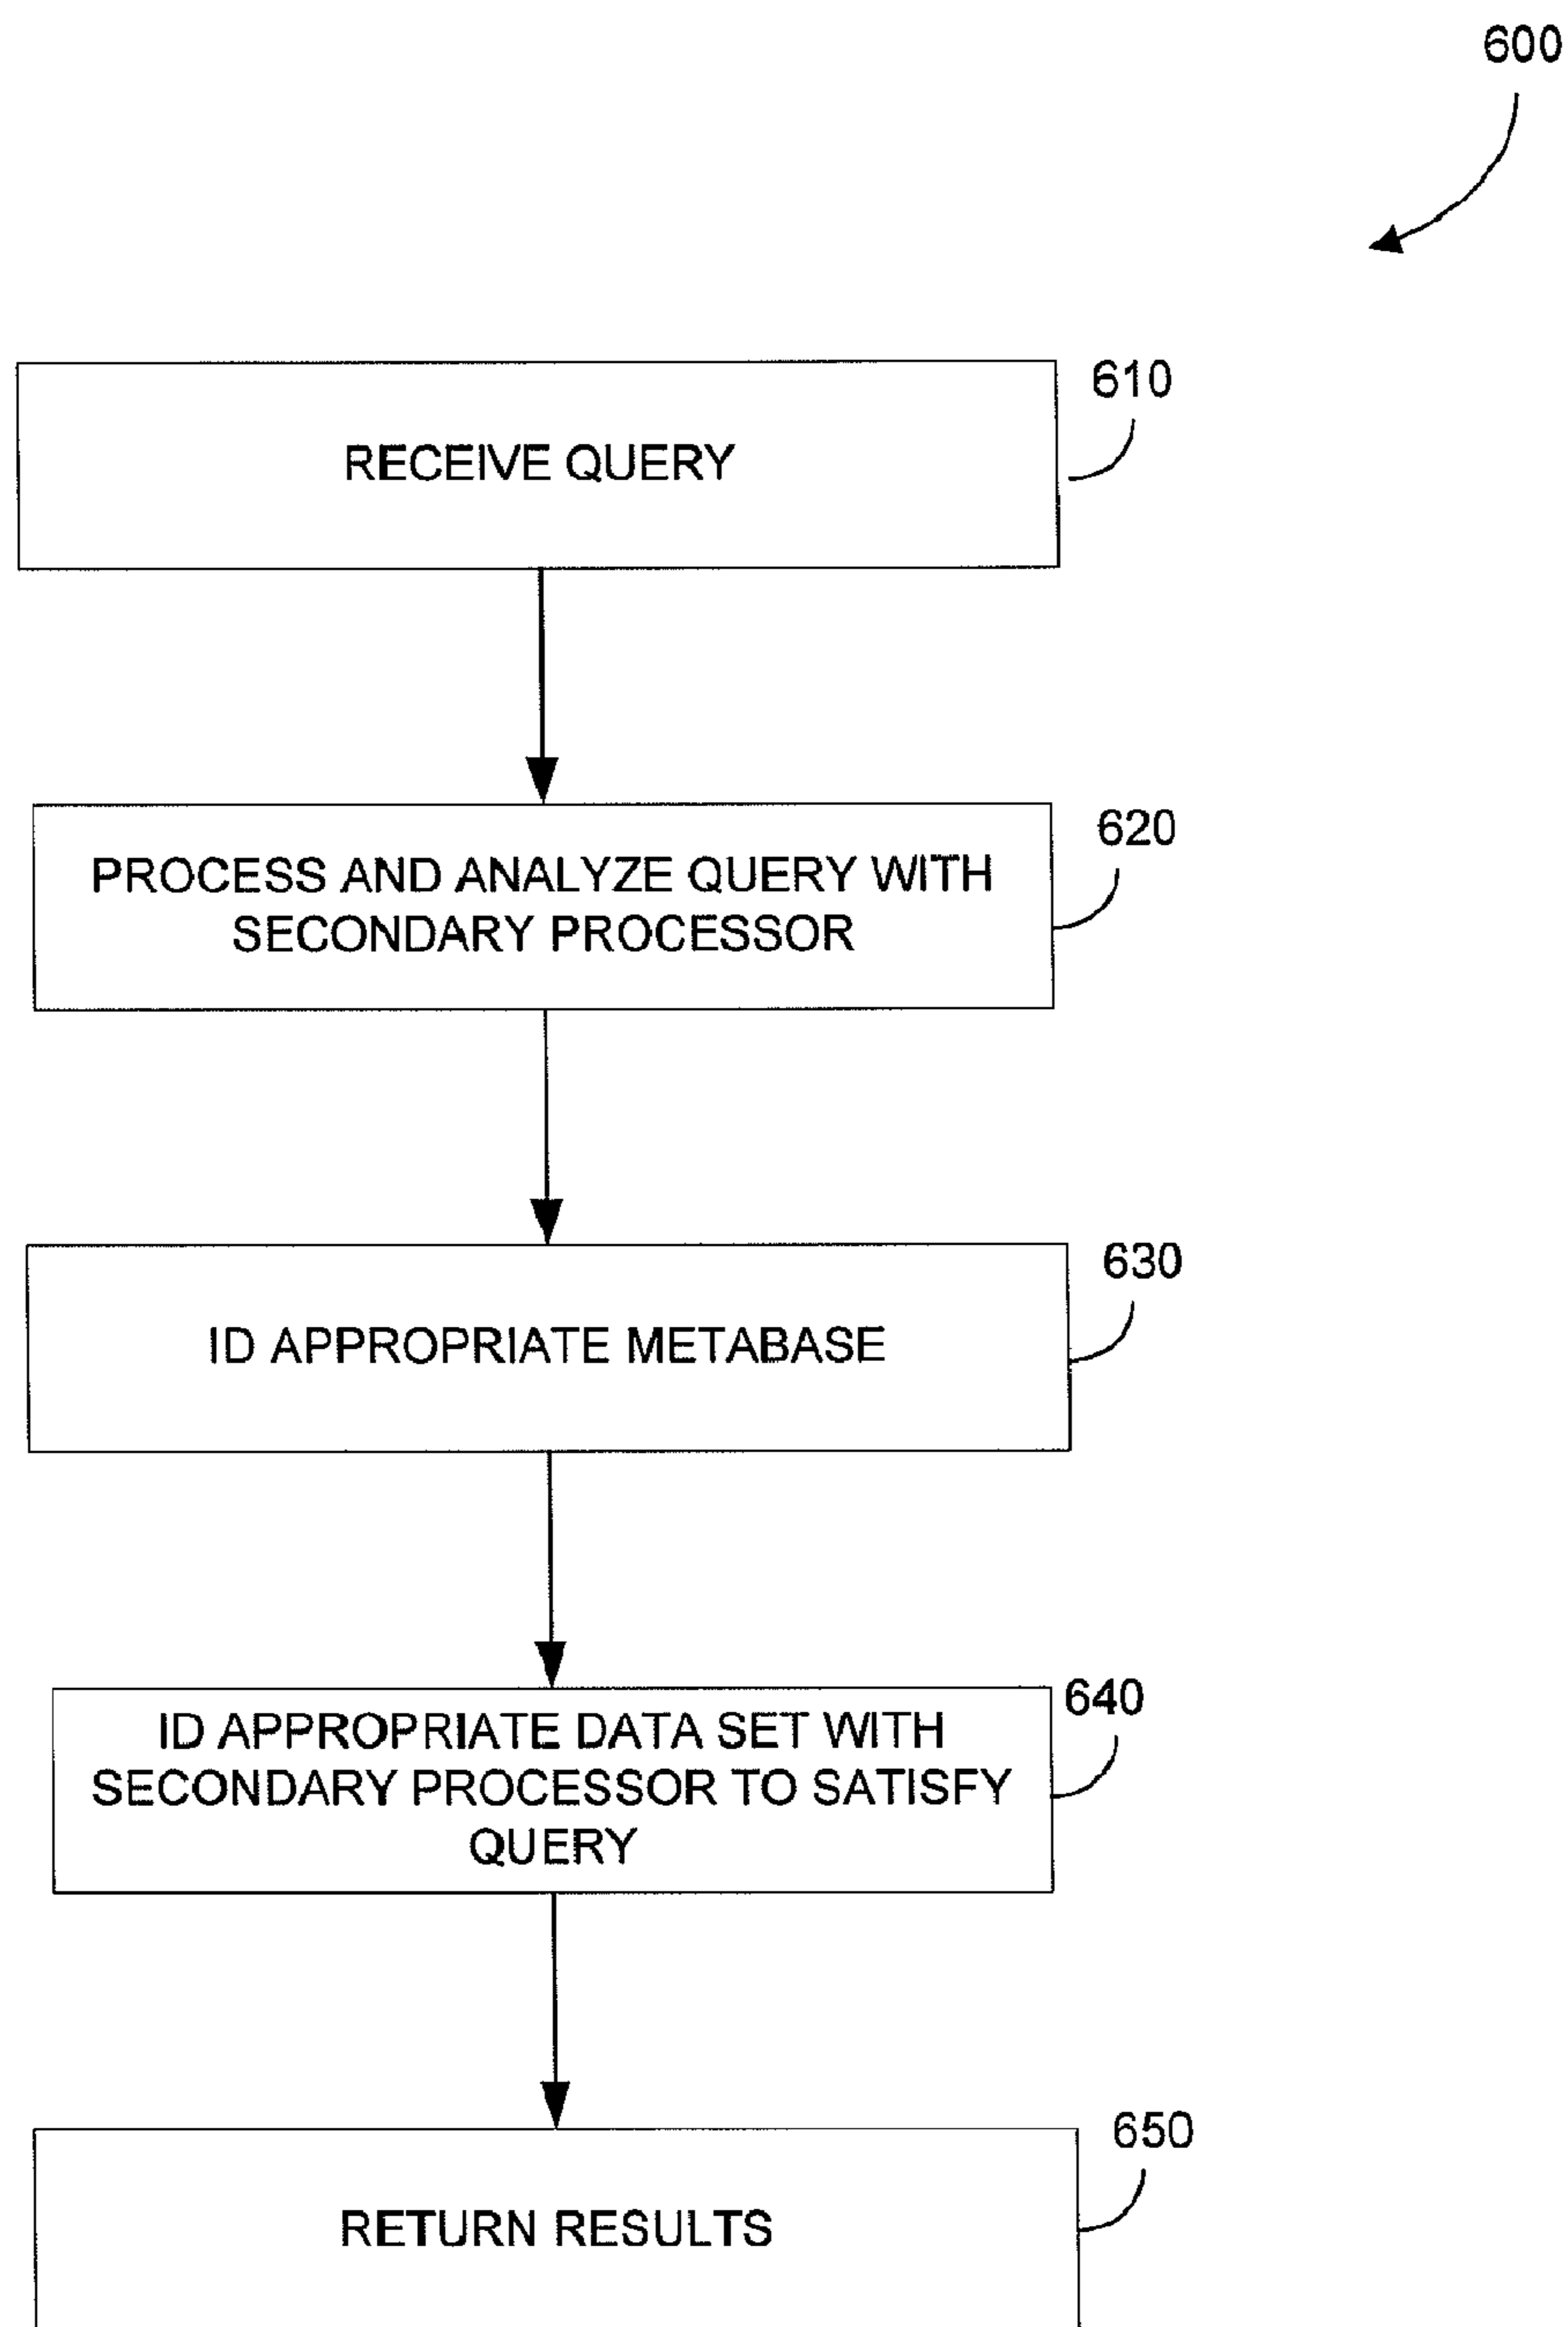 600
610
RECEIVE QUERY
620
PROCESS AND ANALYZE QUERY WITH
SECONDARY PROCESSOR
630
ID APPROPRIATE METABASE
640
ID APPROPRIATE DATA SET WITH
SECONDARY PROCESSOR TO SATISFY
QUERY
650
RETURN RESULTS